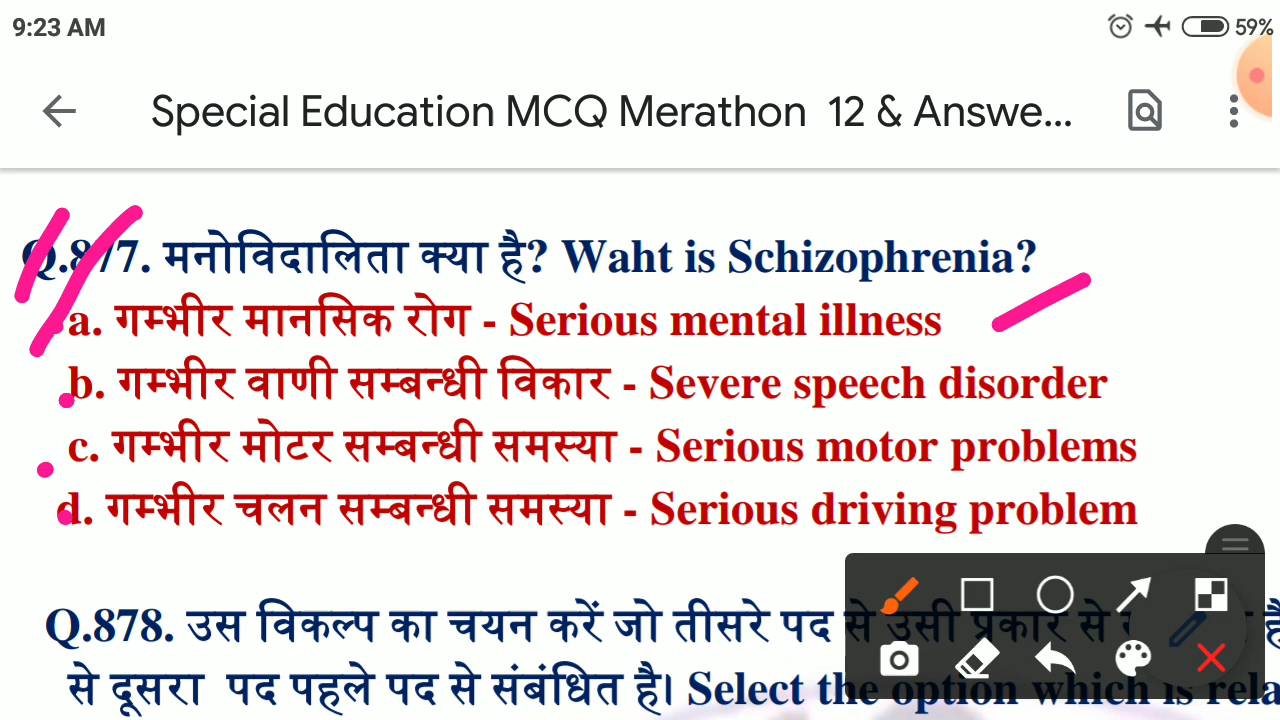 9:23 AM
59%
Special Education MCQ Merathon 12 & Answe...
Q.877. मनोविदालिता क्या है? Waht is Schizophrenia?
a. गम्भीर मानसिक रोग - Serious mental illness
b. गम्भीर वाणी सम्बन्धी विकार - Severe speech disorder
c. गम्भीर मोटर सम्बन्धी समस्या - Serious motor problems
d. गम्भीर चलन सम्बन्धी समस्या - Serious driving problem
Q.878. उस विकल्प का चयन करें जो तीसरे पद से उसी प्रकार से
से दूसरा पद पहले पद से संबंधित है। Select the option which is rela